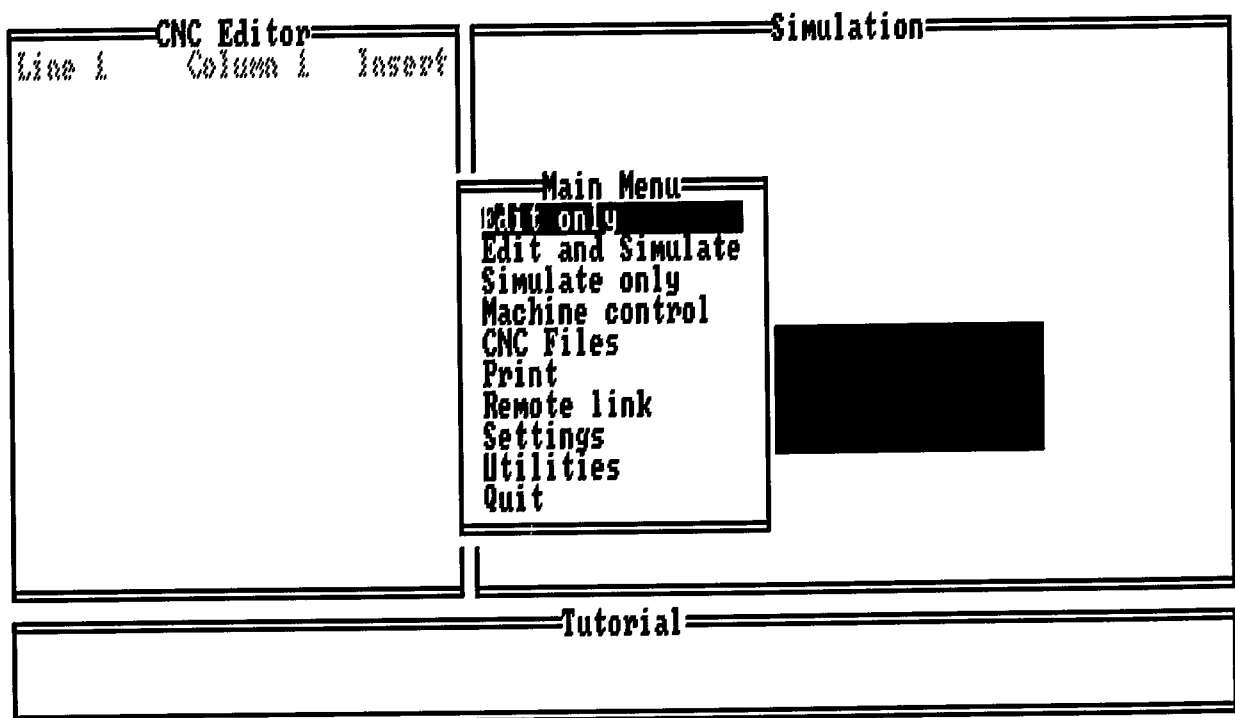 CNC Editor
Simulation
Line 1 Column 1 Insert
Main Menu
Edit only
Edit and Simulate
Simulate only
Machine control
CNC Files
Print
Remote link
Settings
Utilities
Quit
Tutorial